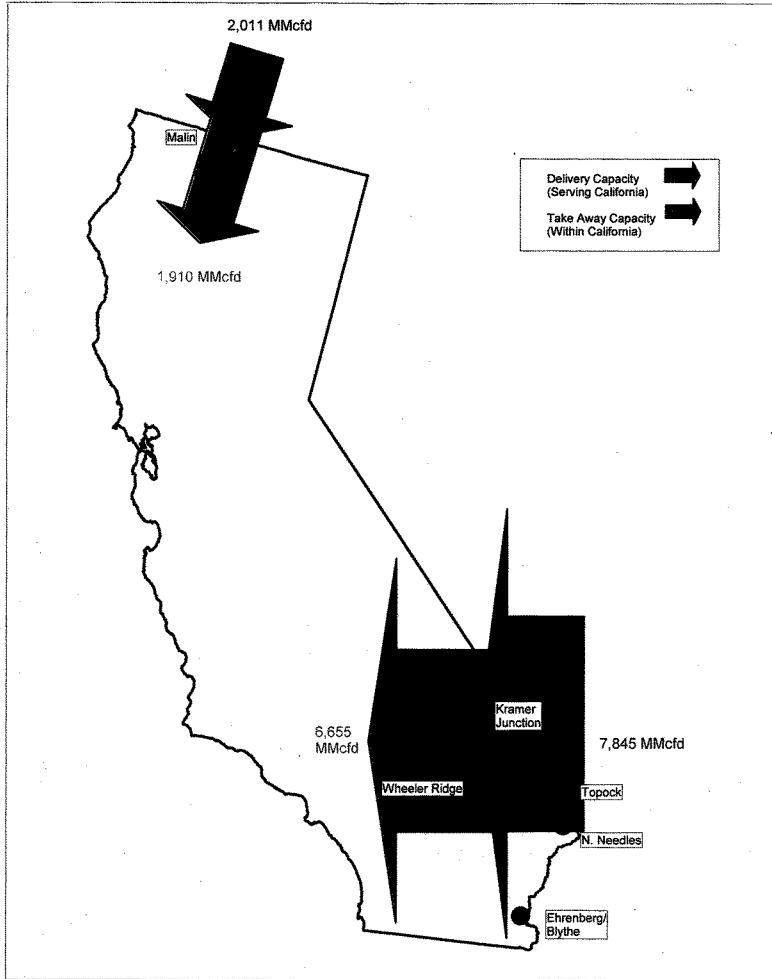 2,011 MMcfd
Malin
Delivery Capacity
(Serving California)
Take Away Capacity
(Within California)
1,910 MMcfd
Kramer
Junction
6,655
MMcfd
7,845 MMcfd
Wheeler Ridge
Topock
N. Needles
Ehrenberg/
Blythe